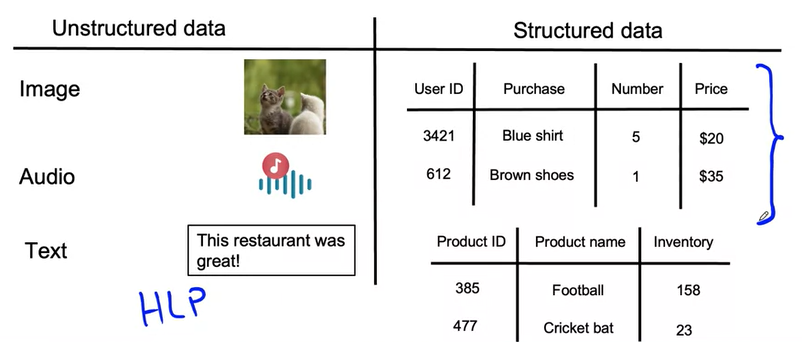 Unstructured data
Structured data
Image
Audio
Text
This restaurant was
great!
HLP
User ID Purchase Number Price
3421 Blue shirt 5 $20
612 Brown shoes 1 $35
Product ID Product name Inventory
385 Football 158
477 Cricket bat 23